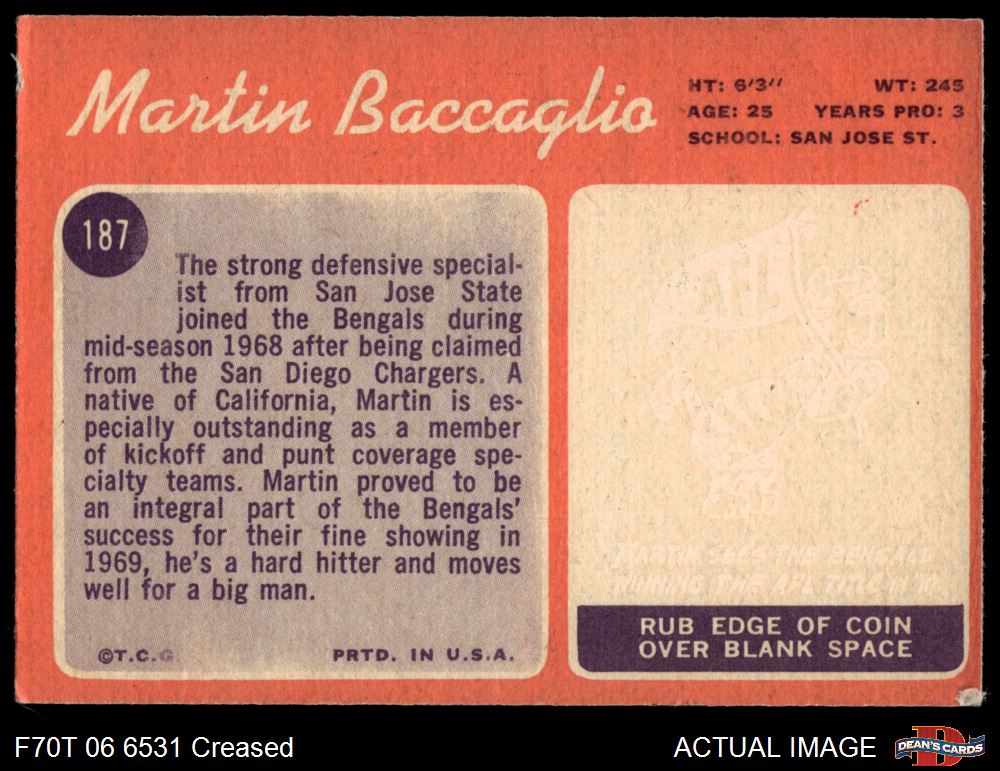 Martin Baccaglio
HT: 6'3" WT: 245
AGE: 25 YEARS PRO: 3
SCHOOL: SAN JOSE ST.
187
The strong defensive special-
ist from San Jose State
joined the Bengals during
mid-season 1968 after being claimed
from the San Diego Chargers. A
native of California, Martin is es-
pecially outstanding as a member
of kickoff and punt coverage spe-
cialty teams. Martin proved to be
an integral part of the Bengals'
success for their fine showing in
1969, he's a hard hitter and moves
well for a big man.
©T.C.G. PRTD. IN U.S.A.
RUB EDGE OF COIN
OVER BLANK SPACE
F70T 06 6531 Creased
ACTUAL IMAGE
DEAN'S CARDS